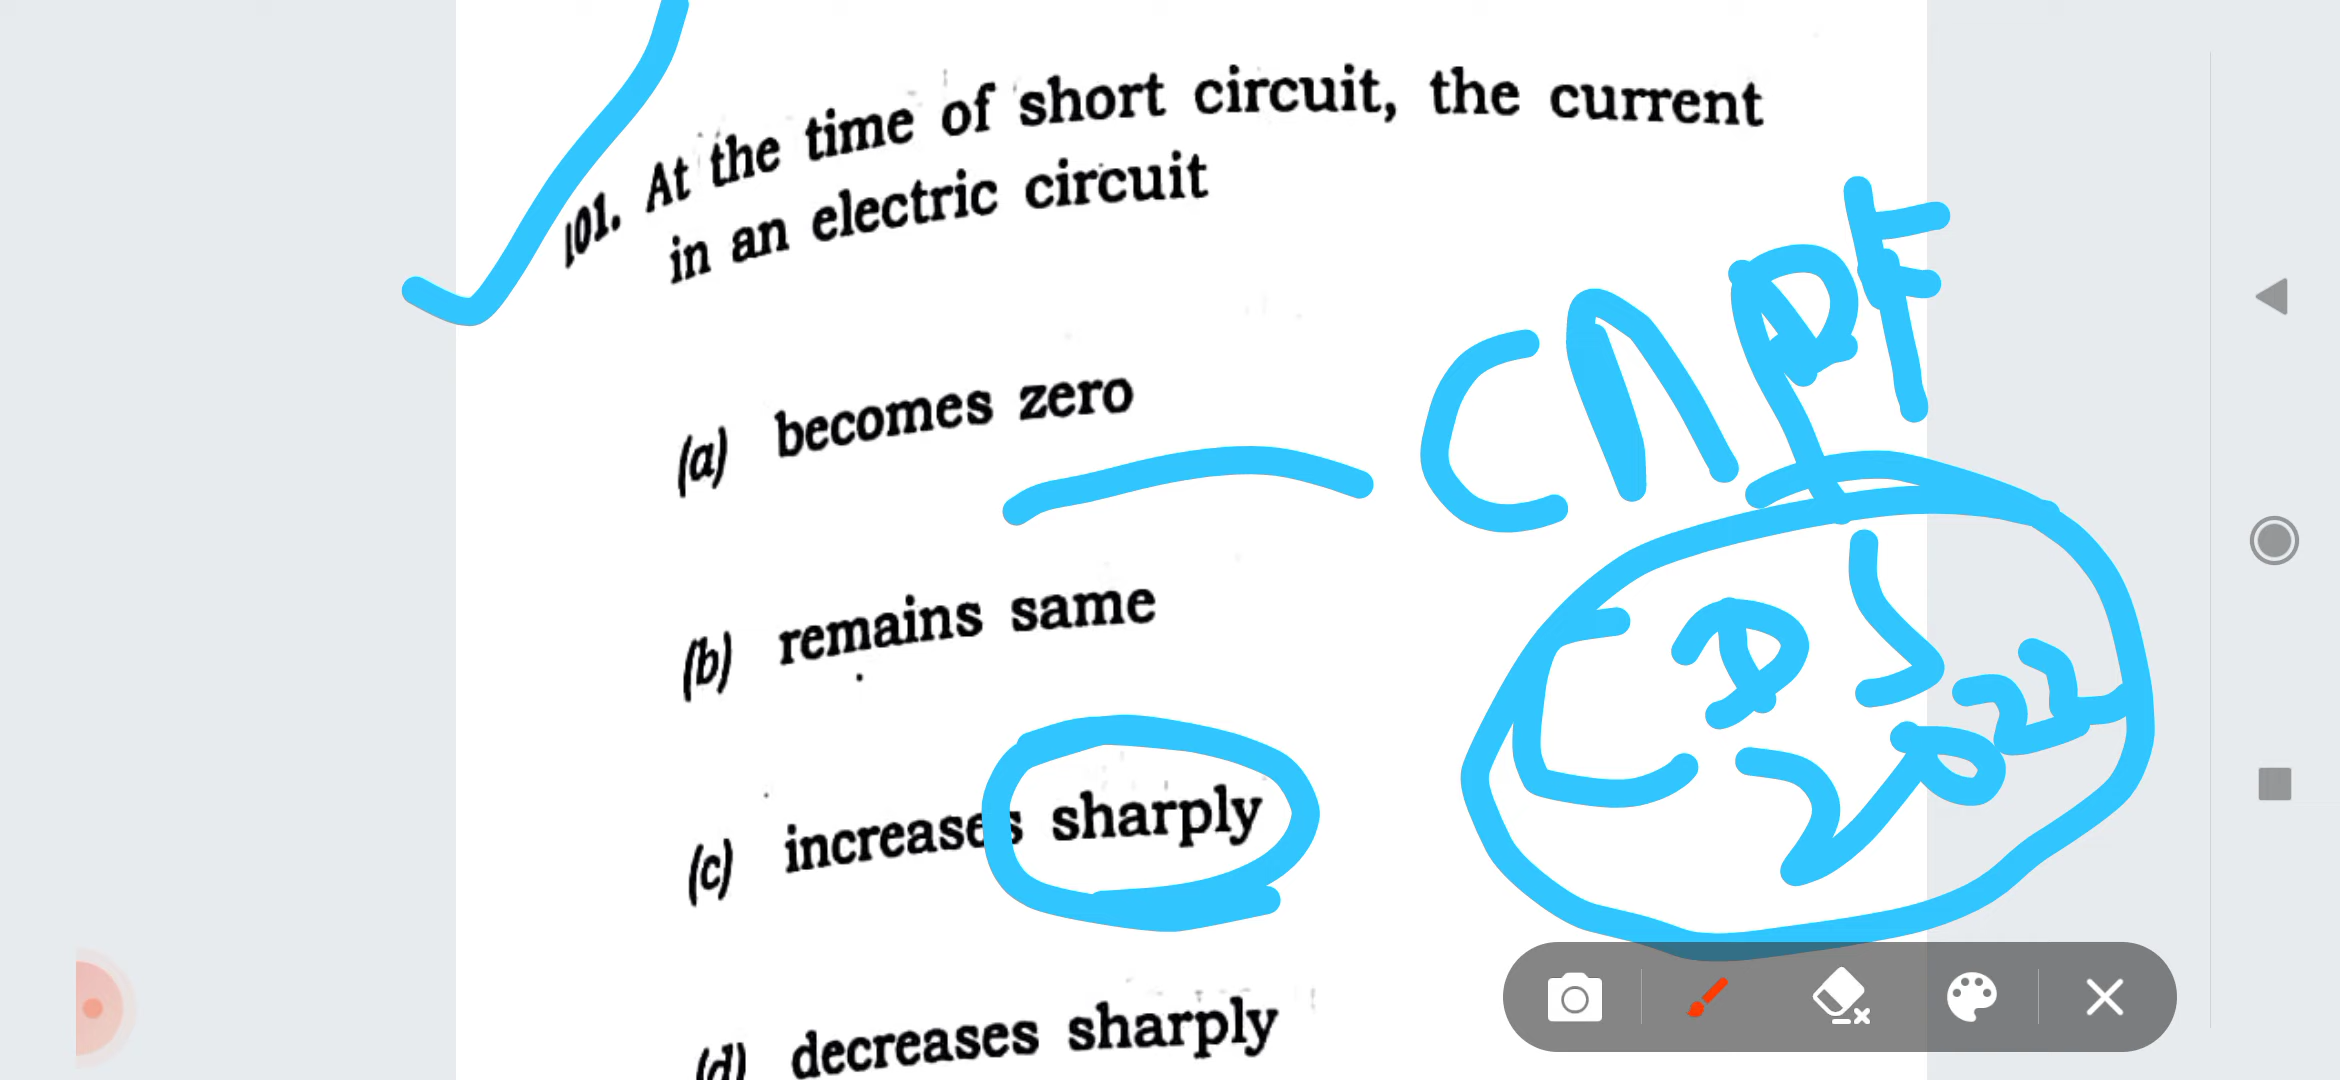 101. At the time of short circuit, the current
in an electric circuit
(a) becomes zero
CAPF
(b) remains same
CDS
2022
(c) increases sharply
(d) decreases sharply